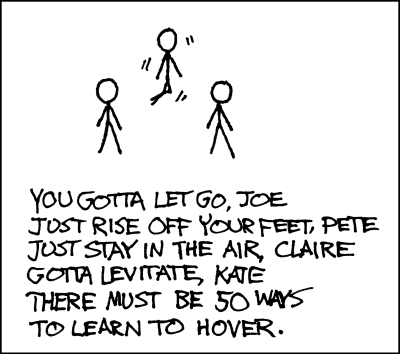 YOU GOTTA LET GO, JOE
JUST RISE OFF YOUR FEET, PETE
JUST STAY IN THE AIR, CLAIRE
GOTTA LEVITATE, KATE
THERE MUST BE 50 WAYS
TO LEARN TO HOVER.